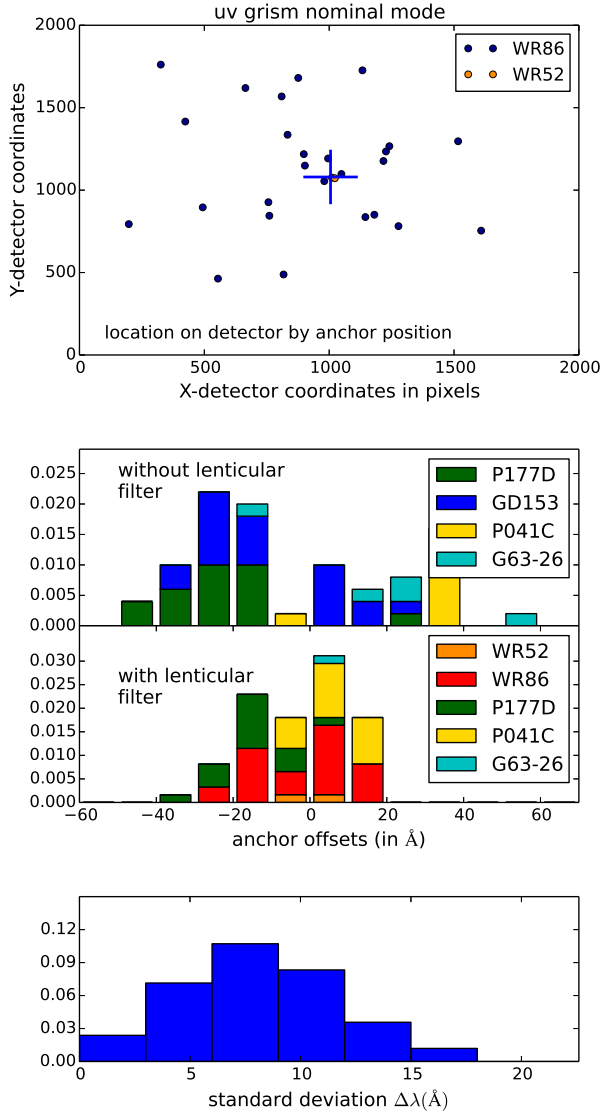 uv grism nominal mode
2000
1500
1000
500
0
Y-detector coordinates
WR86
WR52
location on detector by anchor position
0
500
1000
1500
2000
X-detector coordinates in pixels
without lenticular
filter
P177D
GD153
P041C
G63-26
0.025
0.020
0.015
0.010
0.005
0.000
with lenticular
filter
WR52
WR86
P177D
P041C
G63-26
0.030
0.025
0.020
0.015
0.010
0.005
0.000
−60
−40
−20
0
20
40
60
anchor offsets (in Å)
0.12
0.09
0.06
0.03
0.00
0
5
10
15
20
standard deviation Δλ(Å)